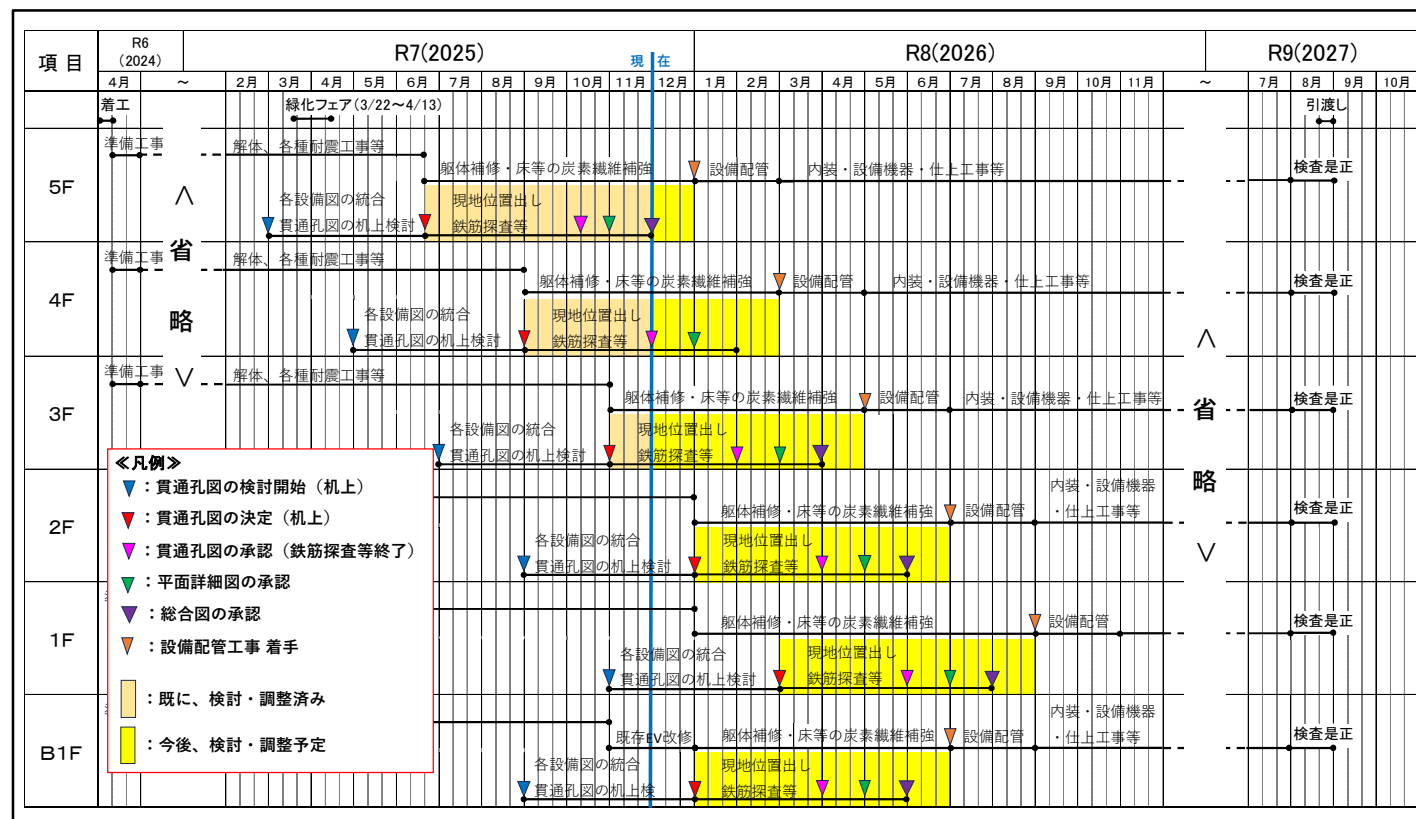 項目
R6
（2024）
R7(2025)
R8(2026)
R9(2027)
現 在
4月 ～ 2月 3月 4月 5月 6月 7月 8月 9月 10月 11月 12月 1月 2月 3月 4月 5月 6月 7月 8月 9月 10月 11月 ～ 7月 8月 9月 10月
着工
緑化フェア(3/22～4/13)
引渡し
5F
準備工事
解体、各種耐震工事等
躯体補修・床等の炭素繊維補強
設備配管
内装・設備機器・仕上工事等
検査是正
各設備図の統合
貫通孔図の机上検討
現地位置出し
鉄筋探査等
4F
準備工事
解体、各種耐震工事等
躯体補修・床等の炭素繊維補強
設備配管
内装・設備機器・仕上工事等
検査是正
各設備図の統合
貫通孔図の机上検討
現地位置出し
鉄筋探査等
3F
準備工事
解体、各種耐震工事等
躯体補修・床等の炭素繊維補強
設備配管
内装・設備機器・仕上工事等
検査是正
各設備図の統合
貫通孔図の机上検討
現地位置出し
鉄筋探査等
2F
躯体補修・床等の炭素繊維補強
設備配管
内装・設備機器
・仕上工事等
検査是正
各設備図の統合
貫通孔図の机上検討
現地位置出し
鉄筋探査等
1F
躯体補修・床等の炭素繊維補強
設備配管
検査是正
各設備図の統合
貫通孔図の机上検討
現地位置出し
鉄筋探査等
B1F
既存EV改修
躯体補修・床等の炭素繊維補強
設備配管
内装・設備機器
・仕上工事等
検査是正
各設備図の統合
貫通孔図の机上検
現地位置出し
鉄筋探査等
＜
省
略
＞
＜
省
略
＞
≪凡例≫
：貫通孔図の検討開始（机上）
：貫通孔図の決定（机上）
：貫通孔図の承認（鉄筋探査等終了）
：平面詳細図の承認
：総合図の承認
：設備配管工事 着手
：既に、検討・調整済み
：今後、検討・調整予定